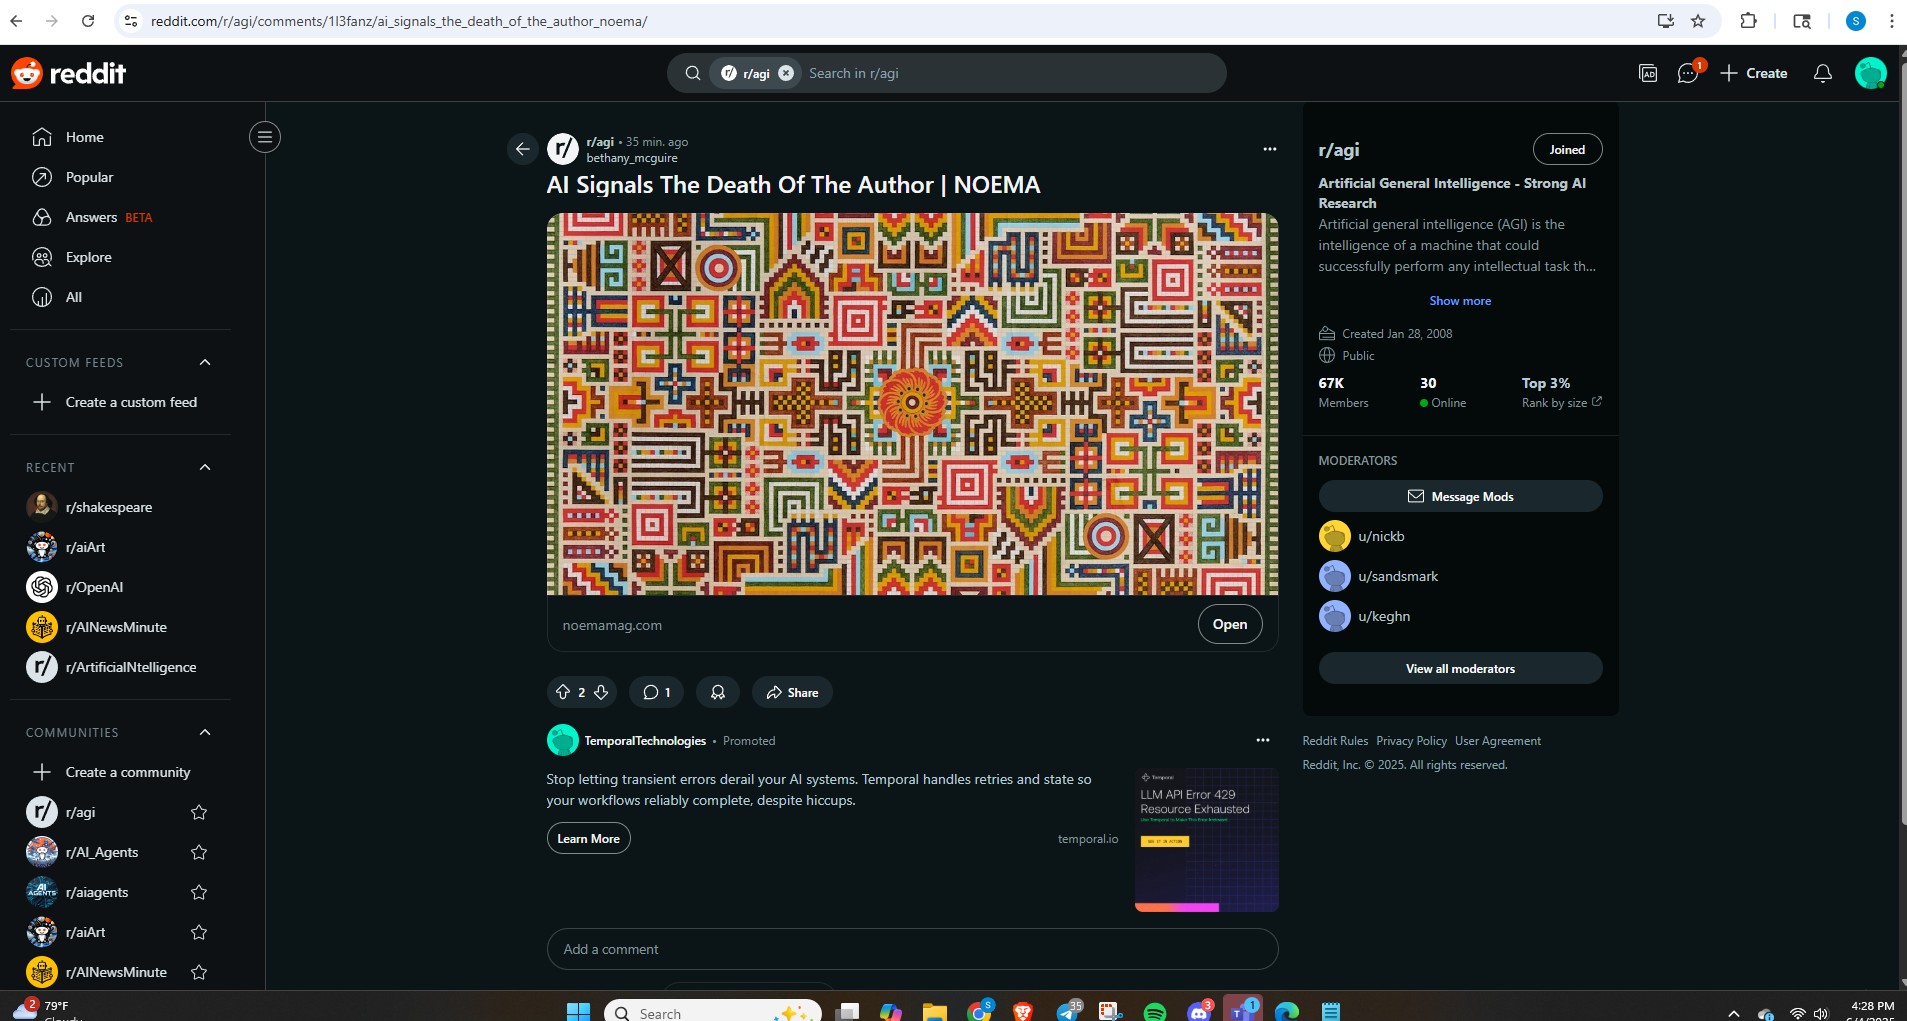 reddit.com/r/agi/comments/1l3fanz/ai_signals_the_death_of_the_author_noema/
S
reddit
r/agi
Search in r/agi
AD
1
Create
Home
Popular
Answers BETA
Explore
All
CUSTOM FEEDS
Create a custom feed
RECENT
r/shakespeare
r/aiArt
r/OpenAI
r/AINewsMinute
r/ArtificialNtelligence
COMMUNITIES
Create a community
r/agi
r/AI_Agents
r/aiagents
r/aiArt
r/AINewsMinute
r/agi • 35 min. ago
bethany_mcguire
AI Signals The Death Of The Author | NOEMA
noemamag.com
Open
2
1
Share
TemporalTechnologies • Promoted
Stop letting transient errors derail your AI systems. Temporal handles retries and state so
your workflows reliably complete, despite hiccups.
Learn More
temporal.io
Temporal
LLM API Error 429
Resource Exhausted
Add a comment
r/agi
Joined
Artificial General Intelligence - Strong AI
Research
Artificial general intelligence (AGI) is the
intelligence of a machine that could
successfully perform any intellectual task th...
Show more
Created Jan 28, 2008
Public
67K
Members
30
Online
Top 3%
Rank by size
MODERATORS
Message Mods
u/nickb
u/sandsmark
u/keghn
View all moderators
Reddit Rules Privacy Policy User Agreement
Reddit, Inc. © 2025. All rights reserved.
2
79°F
Cloudy
Search
S
35
3
1
4:28 PM